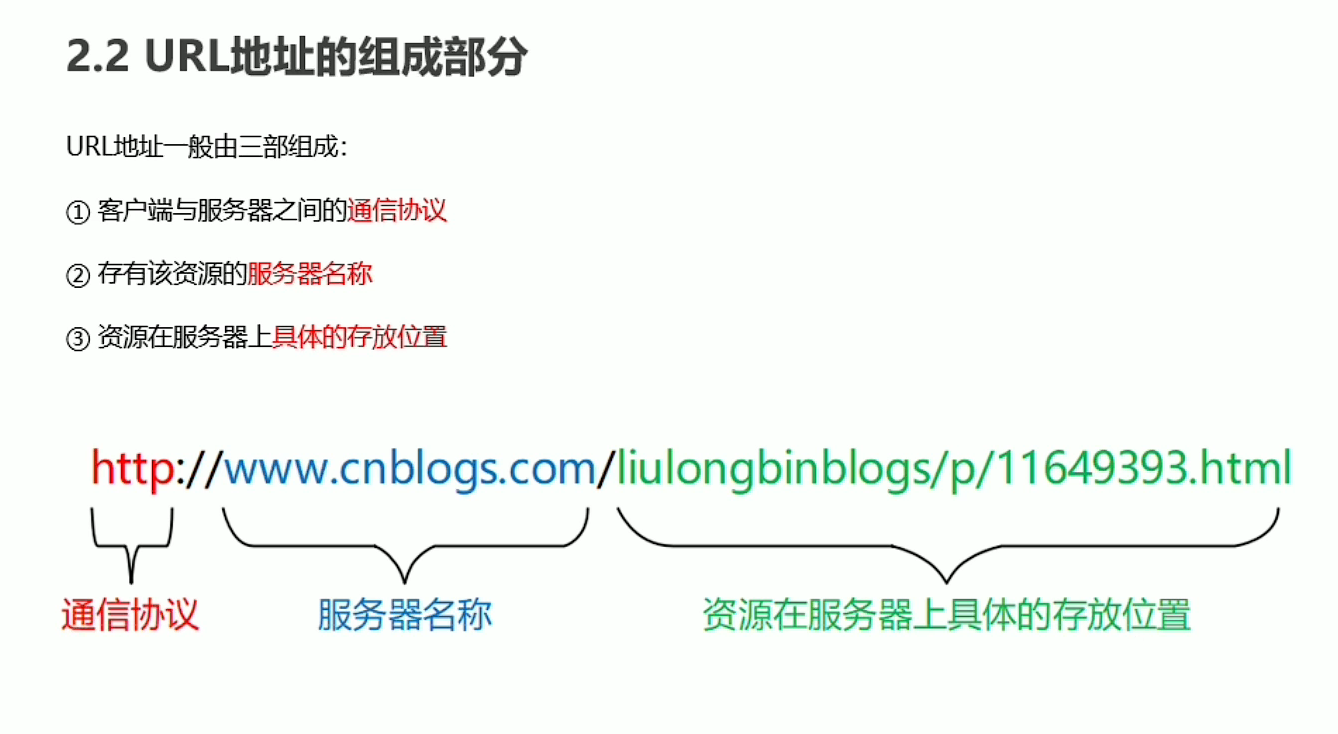 2.2 URL地址的组成部分
URL地址一般由三部组成：
① 客户端与服务器之间的通信协议
② 存有该资源的服务器名称
③ 资源在服务器上具体的存放位置
http://www.cnblogs.com/liulongbinblogs/p/11649393.html
通信协议 服务器名称 资源在服务器上具体的存放位置